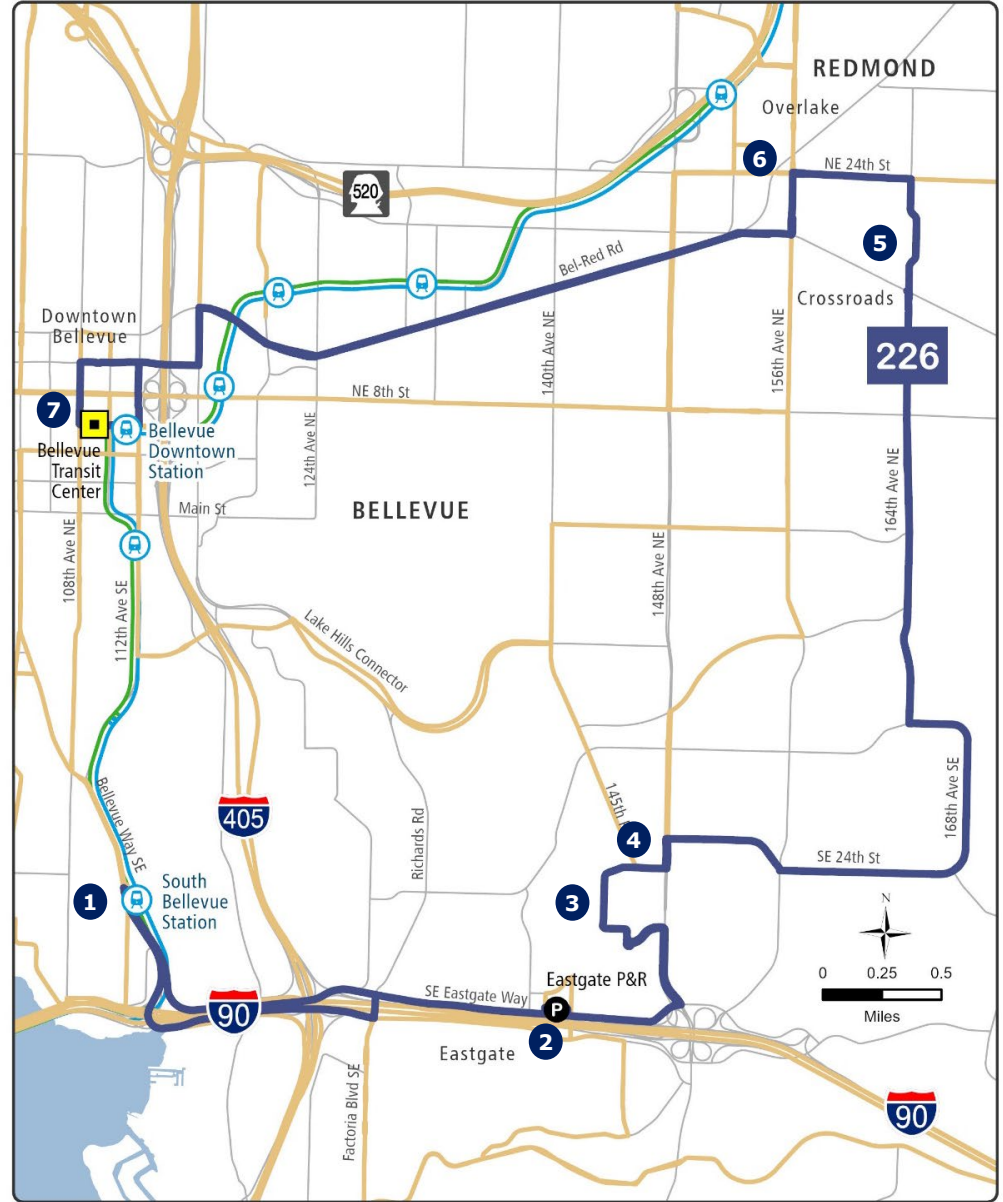 REDMOND
Overlake
6
NE 24th St
520
5
Bel-Red Rd
Crossroads
Downtown
Bellevue
140th Ave NE
156th Ave NE
226
NE 8th St
7
Bellevue
Downtown
Station
Bellevue
Transit
Center
124th Ave NE
164th Ave NE
Main St
BELLEVUE
108th Ave NE
148th Ave NE
112th Ave SE
Lake Hills Connector
168th Ave SE
Bellevue Way SE
405
145th
Richards Rd
4
SE 24th St
1
South
Bellevue
Station
3
N
0 0.25 0.5
Miles
Eastgate P&R
SE Eastgate Way
90
P
2
Eastgate
Factoria Blvd SE
90